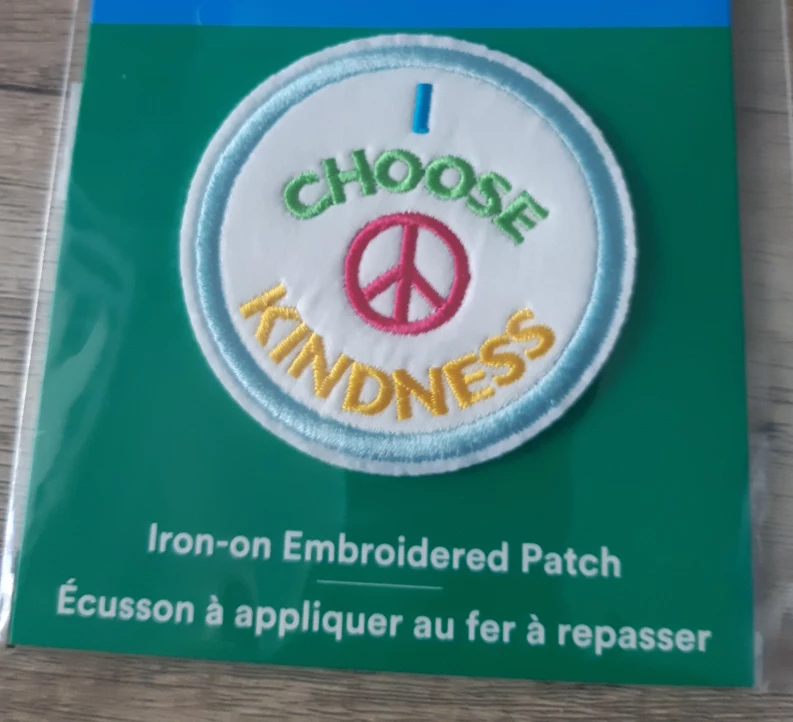 I
CHOOSE
KINDNESS
Iron-on Embroidered Patch
Écusson à appliquer au fer à repasser